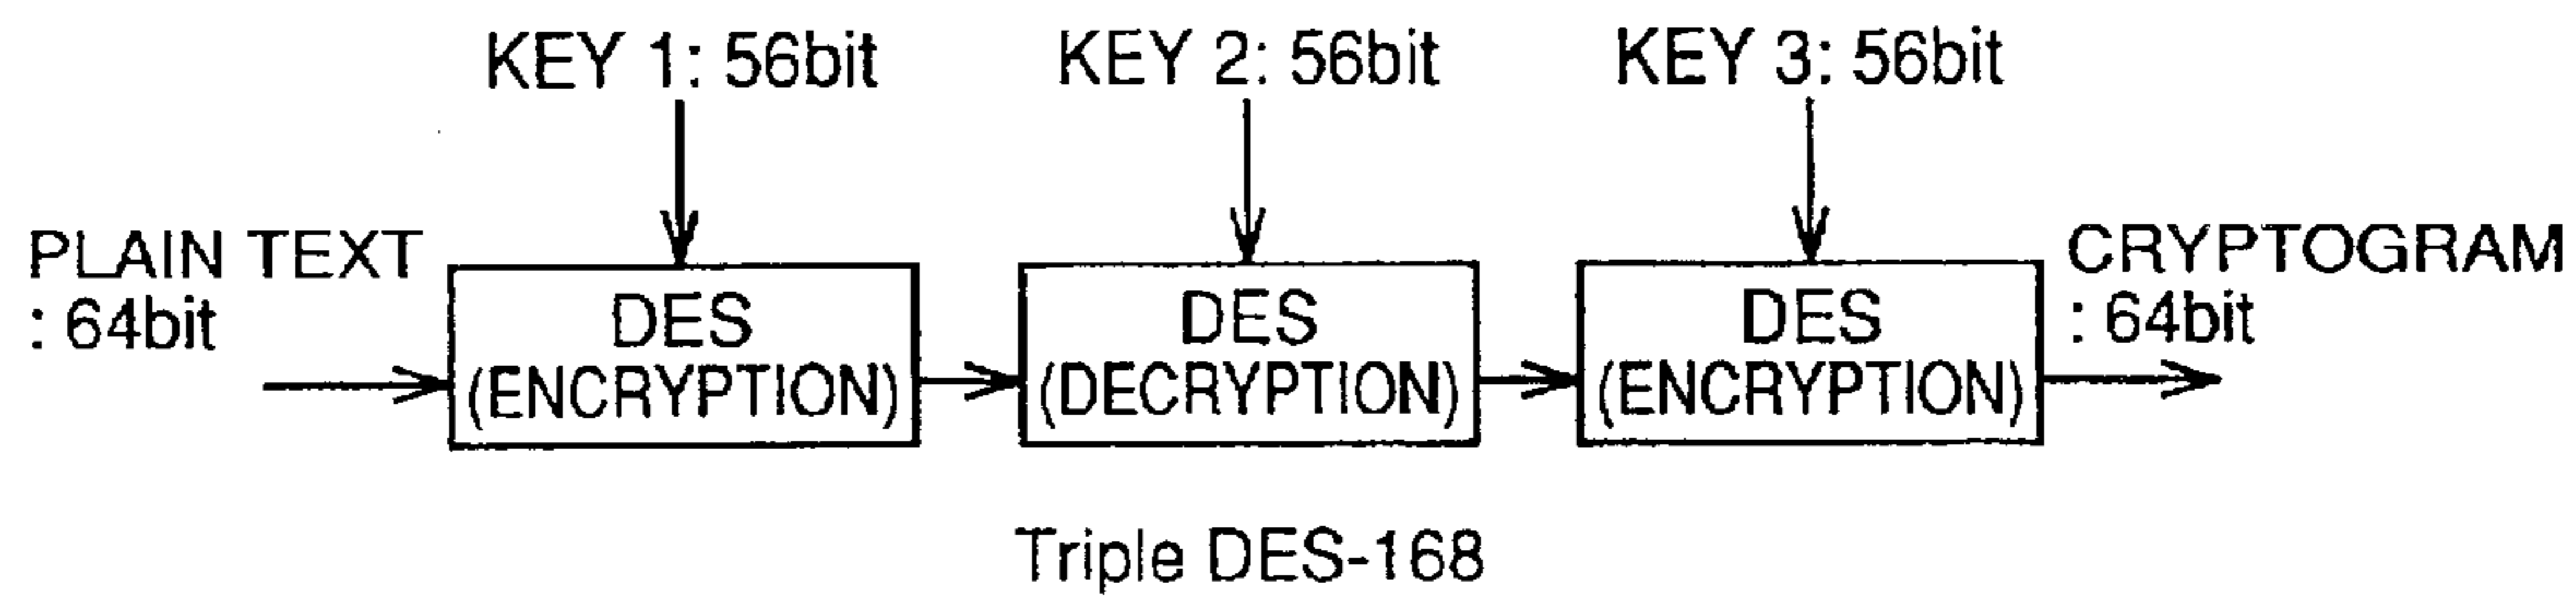 KEY 1: 56bit
KEY 2: 56bit
KEY 3: 56bit
PLAIN TEXT
: 64bit
DES
(ENCRYPTION)
DES
(DECRYPTION)
DES
(ENCRYPTION)
CRYPTOGRAM
: 64bit
Triple DES-168